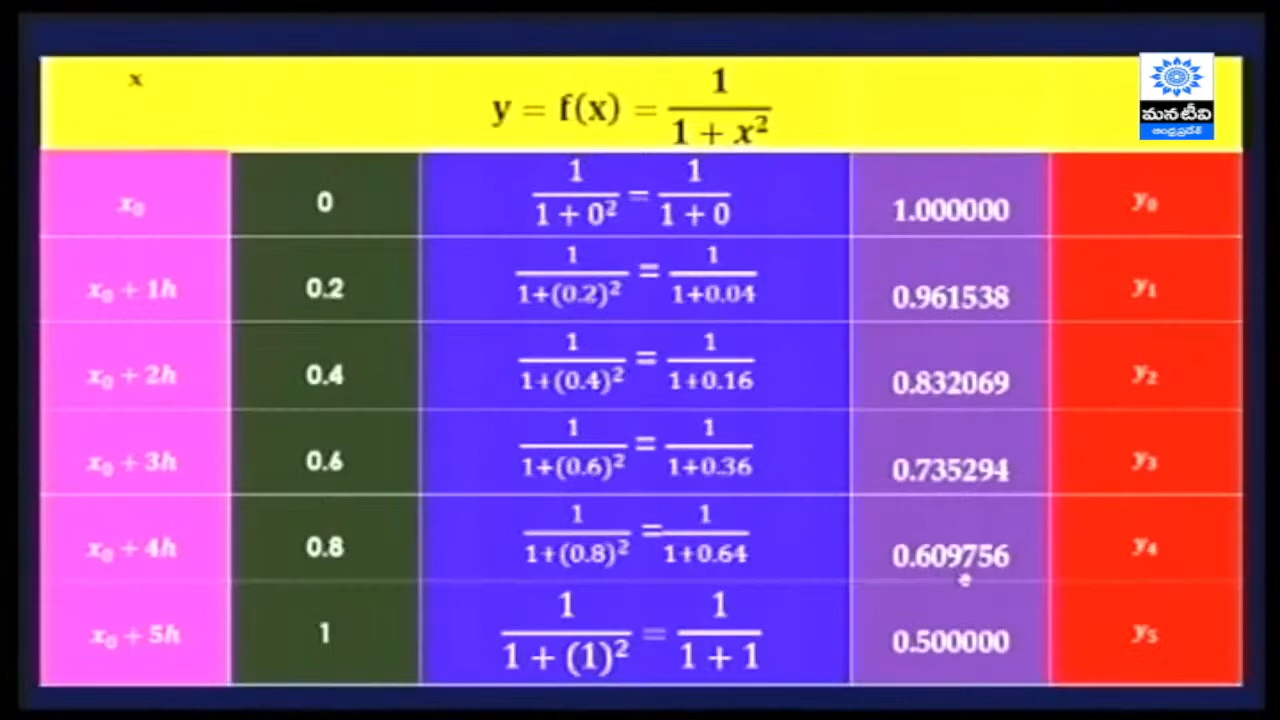 x y = f(x) = 1/(1 + x²)
మనటీవి
ఆంధ్రప్రదేశ్
x₀ 0 1/(1 + 0²) = 1/(1 + 0) 1.000000 y₀
x₀ + 1h 0.2 1/(1+(0.2)²) = 1/(1+0.04) 0.961538 y₁
x₀ + 2h 0.4 1/(1+(0.4)²) = 1/(1+0.16) 0.832069 y₂
x₀ + 3h 0.6 1/(1+(0.6)²) = 1/(1+0.36) 0.735294 y₃
x₀ + 4h 0.8 1/(1+(0.8)²) = 1/(1+0.64) 0.609756 y₄
x₀ + 5h 1 1/(1 + (1)²) = 1/(1 + 1) 0.500000 y₅